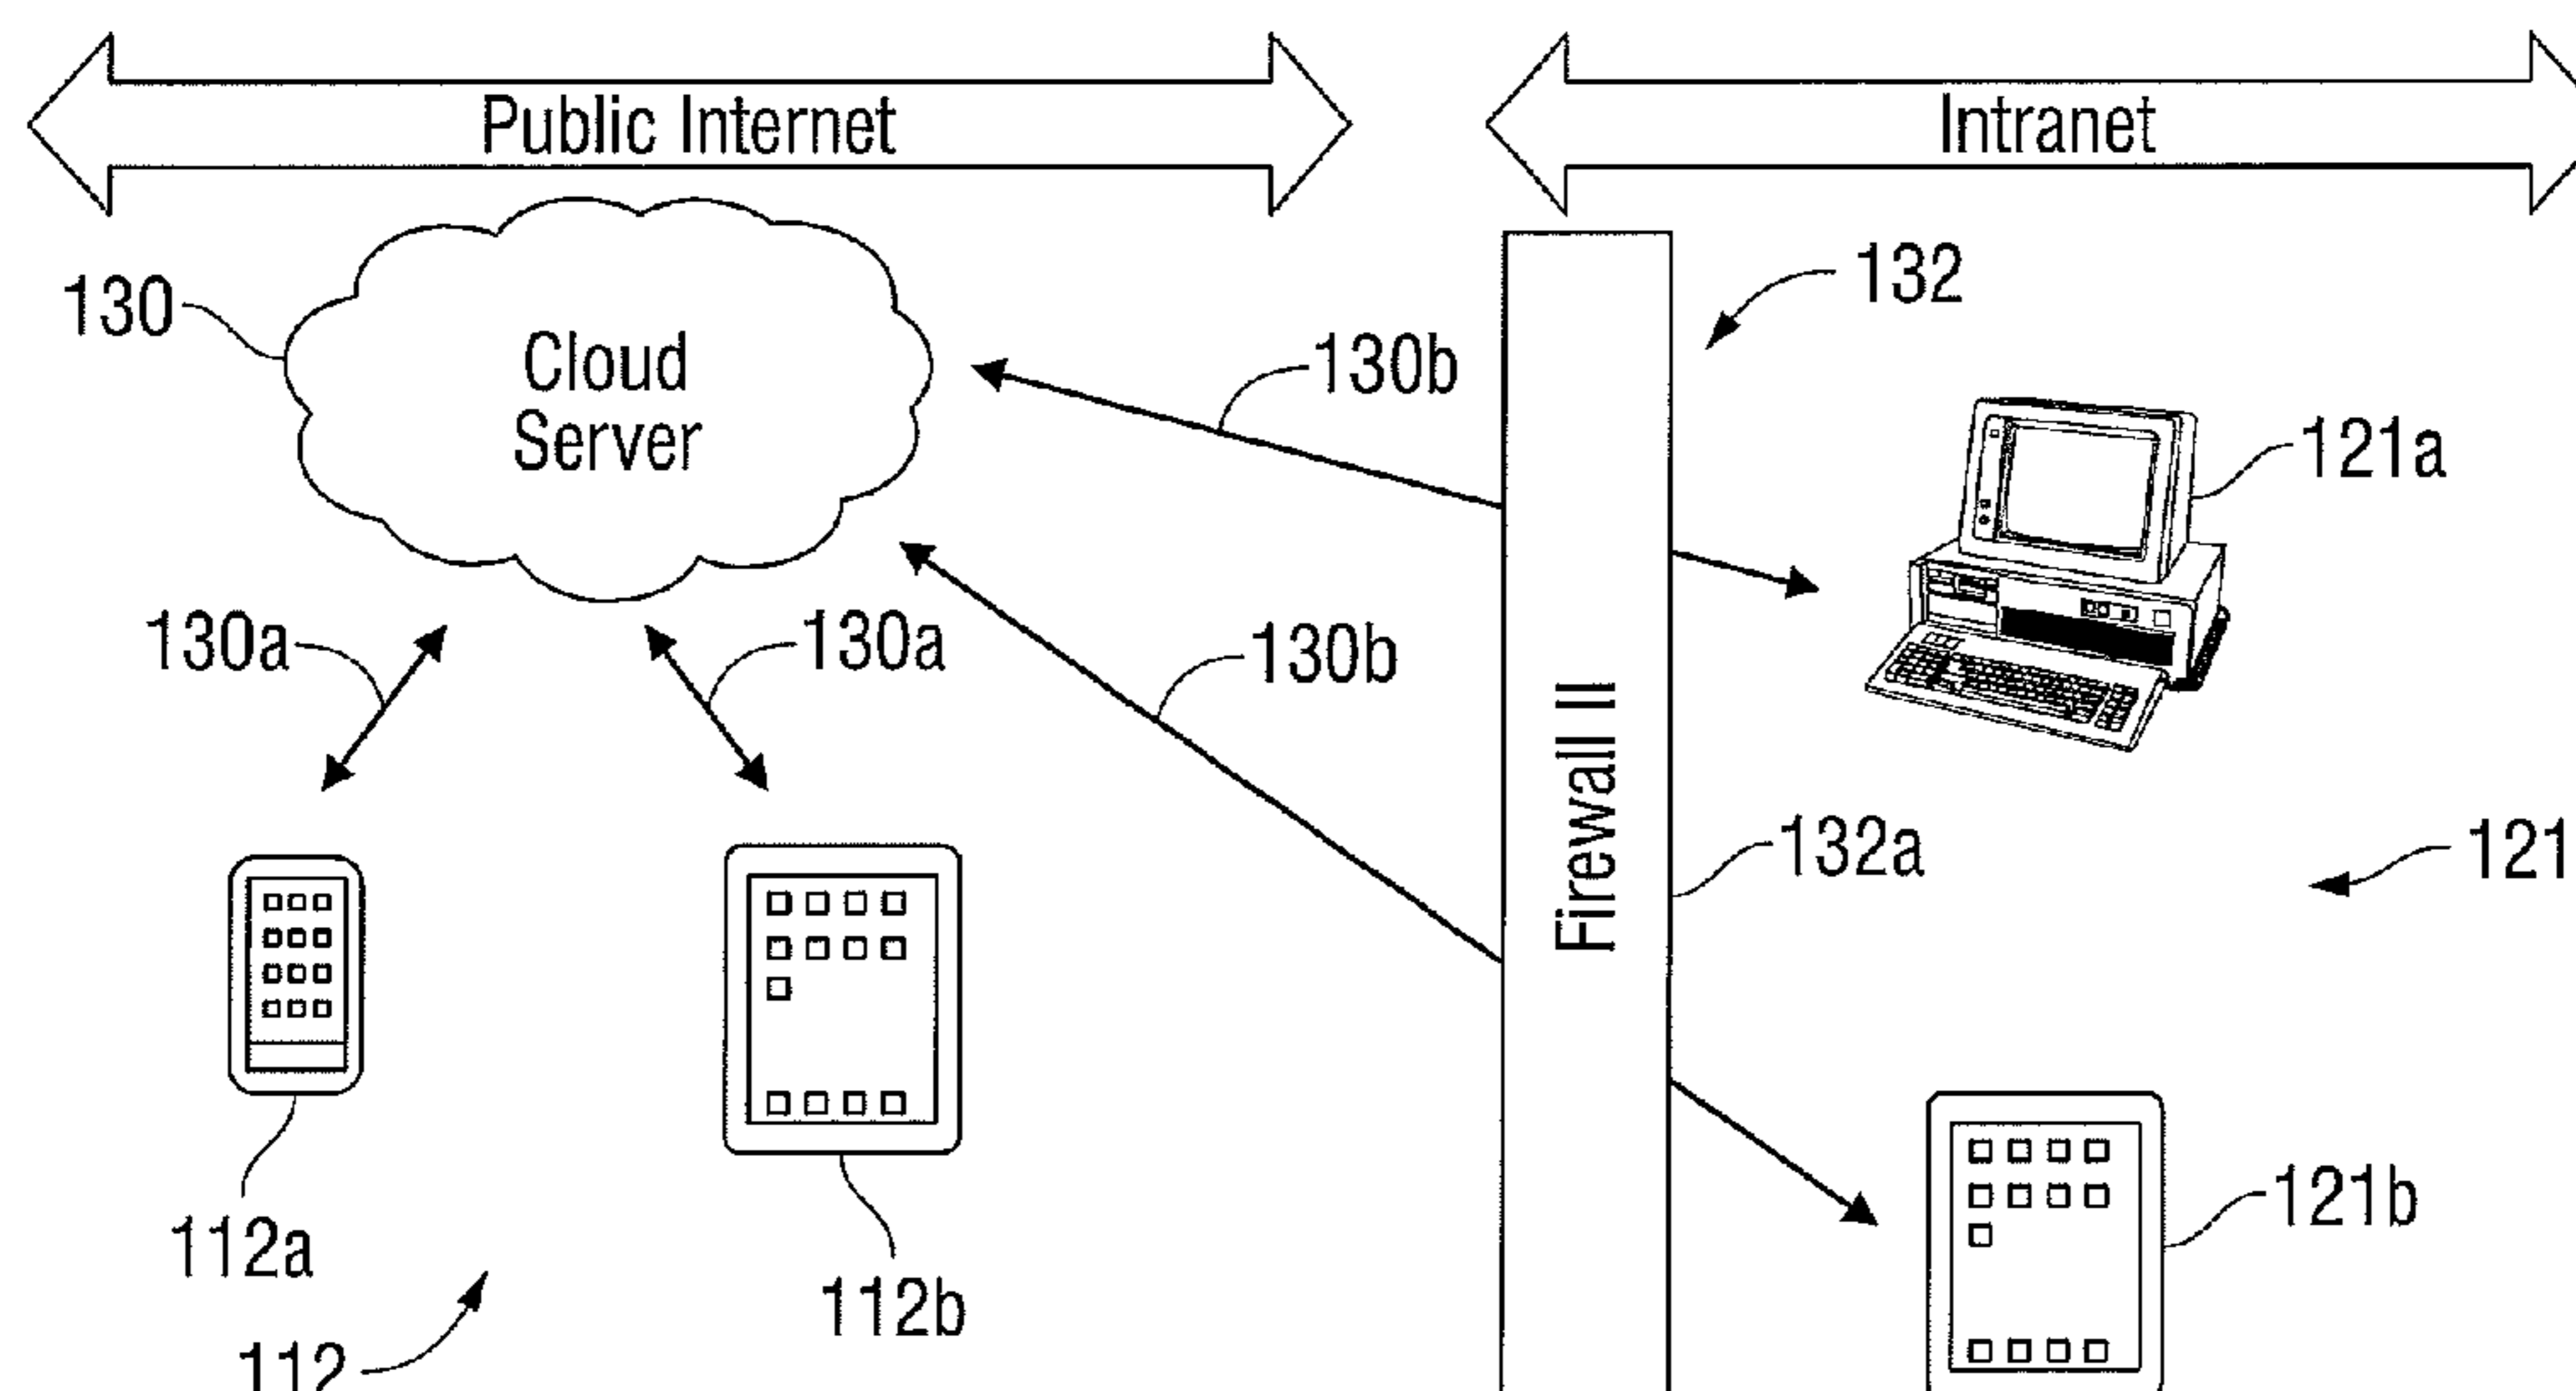 Public Internet
Intranet
130
Cloud
Server
130b
132
121a
130a
130a
130b
Firewall II
132a
121
112a
112b
121b
112